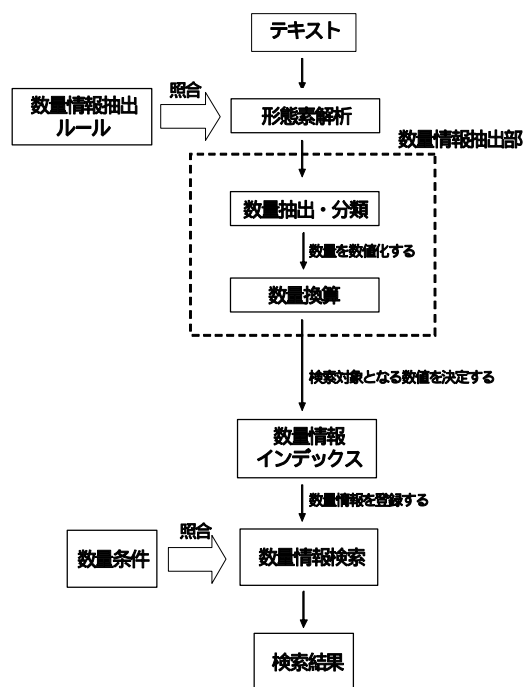 テキスト
照合
数量情報抽出
ルール
形態素解析
数量情報抽出部
数量抽出・分類
数量を数値化する
数量換算
検索対象となる数値を決定する
数量情報
インデックス
数量情報を登録する
照合
数量条件
数量情報検索
検索結果